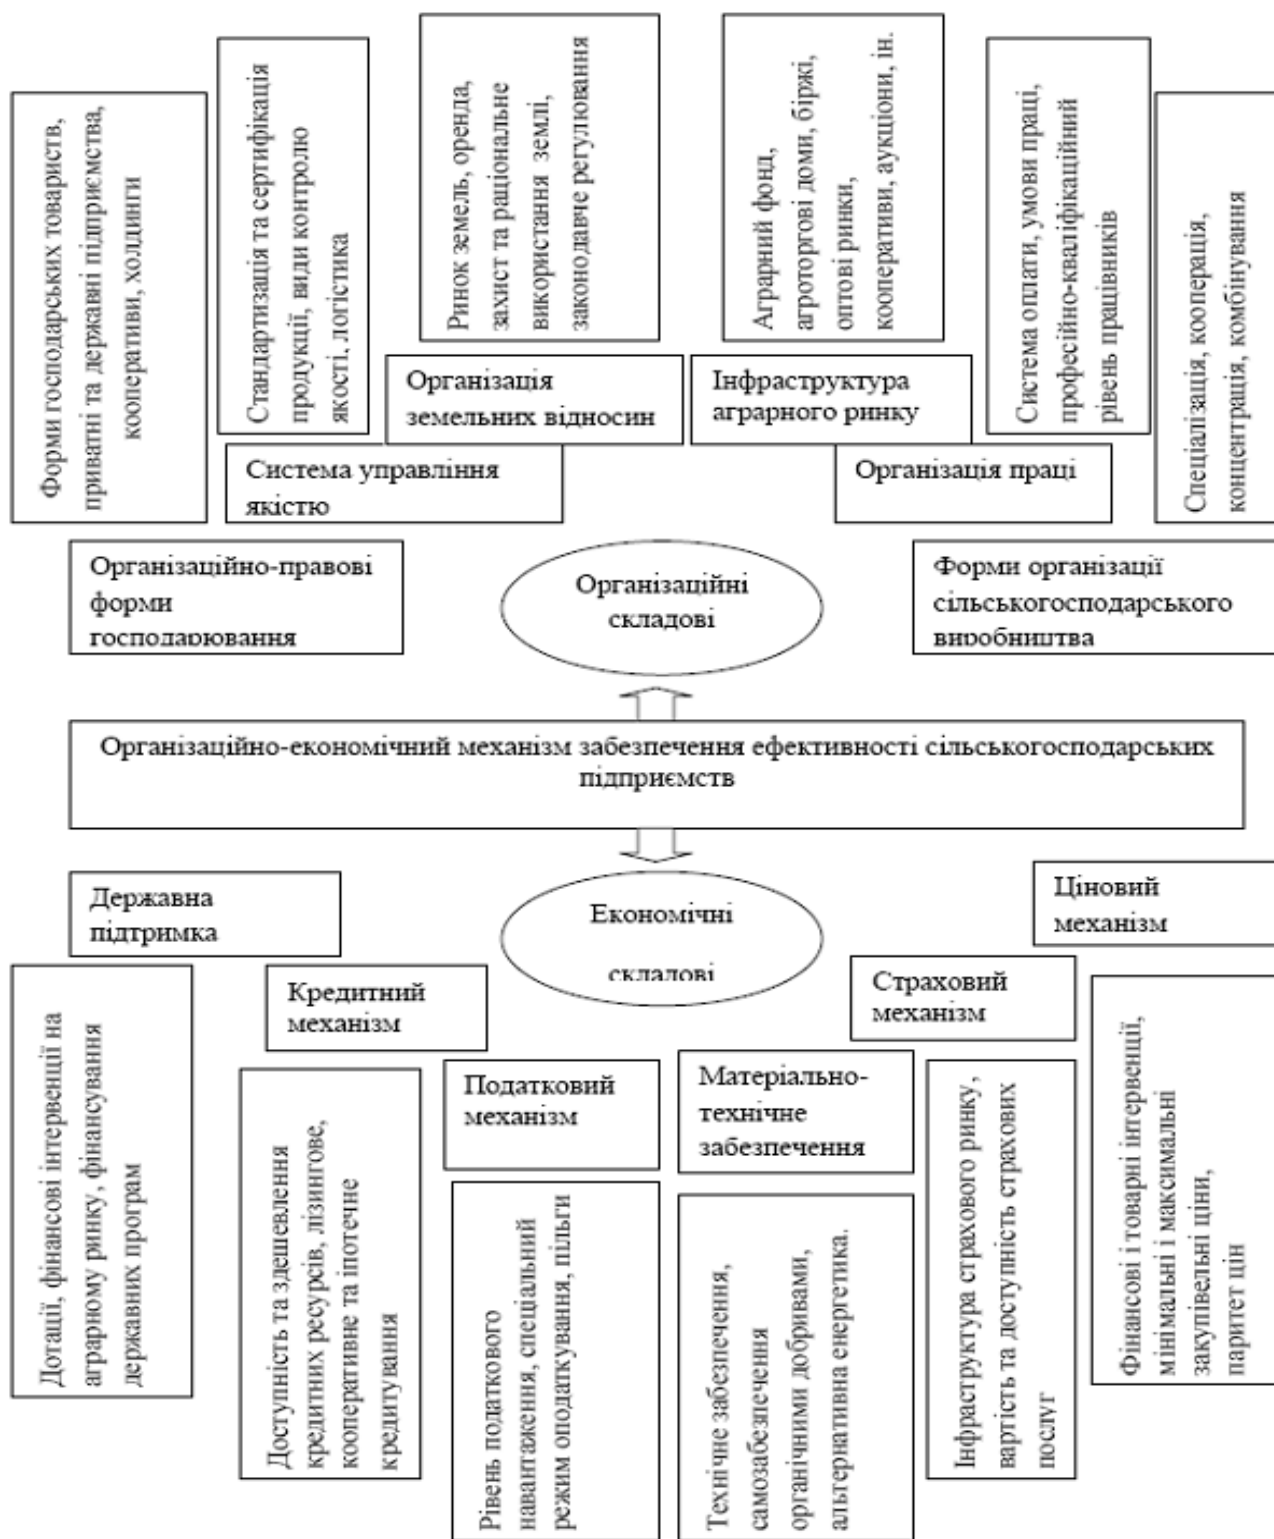 Форми господарських товариств,
приватні та державні підприємства,
кооперативи, холдинги
Стандартизація та сертифікація
продукції, види контролю
якості, логістика
Ринок земель, оренда,
захист та раціональне
використання землі,
законодавче регулювання
Аграрний фонд,
агроторгові доми, біржі,
оптові ринки,
кооперативи, аукціони, ін.
Система оплати, умови праці,
професійно-кваліфікаційний
рівень працівників
Спеціалізація, кооперація,
концентрація, комбінування
Організація
земельних відносин
Інфраструктура
аграрного ринку
Система управління
якістю
Організація праці
Організаційно-правові
форми
господарювання
Організаційні
складові
Форми організації
сільськогосподарського
виробництва
Організаційно-економічний механізм забезпечення ефективності сільськогосподарських
підприємств
Державна
підтримка
Економічні
складові
Ціновий
механізм
Кредитний
механізм
Страховий
механізм
Податковий
механізм
Матеріально-
технічне
забезпечення
Дотації, фінансові інтервенції на
аграрному ринку, фінансування
державних програм
Доступність та здешевлення
кредитних ресурсів, лізингове,
кооперативне та іпотечне
кредитування
Рівень податкового
навантаження, спеціальний
режим оподаткування, пільги
Технічне забезпечення,
самозабезпечення
органічними добривами,
альтернативна енергетика.
Інфраструктура страхового ринку,
вартість та доступність страхових
послуг
Фінансові і товарні інтервенції,
мінімальні і максимальні
закупівельні ціни,
паритет цін